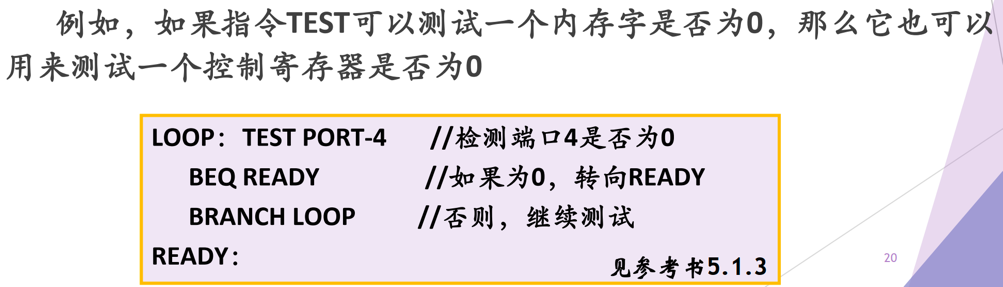 例如，如果指令TEST可以测试一个内存字是否为0，那么它也可以
用来测试一个控制寄存器是否为0
LOOP：TEST PORT-4 //检测端口4是否为0
BEQ READY //如果为0，转向READY
BRANCH LOOP //否则，继续测试
READY：
见参考书5.1.3
20